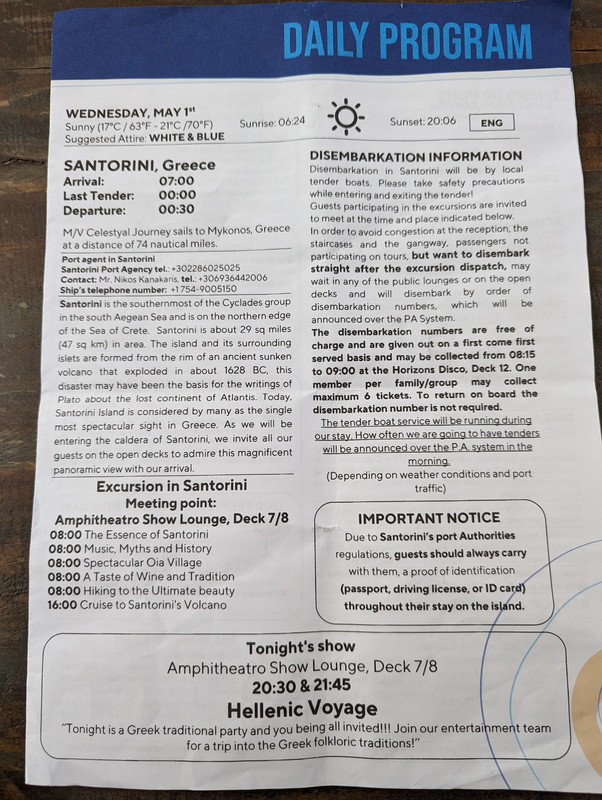 DAILY PROGRAM
WEDNESDAY, MAY 1st
Sunny (17°C / 63°F - 21°C /70°F)
Suggested Attire: WHITE & BLUE
Sunrise: 06:24
Sunset: 20:06
ENG
SANTORINI, Greece
Arrival: 07:00
Last Tender: 00:00
Departure: 00:30
M/V Celestyal Journey sails to Mykonos, Greece
at a distance of 74 nautical miles.
Port agent in Santorini
Santorini Port Agency tel.: +302286025025
Contact: Mr. Nikos Kanakaris, tel.: +306936442006
Ship's telephone number: +1754-9005150
Santorini is the southernmost of the Cyclades group
in the south Aegean Sea and is on the northern edge
of the Sea of Crete. Santorini is about 29 sq miles
(47 sq km) in area. The island and its surrounding
islets are formed from the rim of an ancient sunken
volcano that exploded in about 1628 BC, this
disaster may have been the basis for the writings of
Plato about the lost continent of Atlantis. Today,
Santorini Island is considered by many as the single
most spectacular sight in Greece. As we will be
entering the caldera of Santorini, we invite all our
guests on the open decks to admire this magnificent
panoramic view with our arrival.
Excursion in Santorini
Meeting point:
Amphitheatro Show Lounge, Deck 7/8
08:00 The Essence of Santorini
08:00 Music, Myths and History
08:00 Spectacular Oia Village
08:00 A Taste of Wine and Tradition
08:00 Hiking to the Ultimate beauty
16:00 Cruise to Santorini's Volcano
DISEMBARKATION INFORMATION
Disembarkation in Santorini will be by local
tender boats. Please take safety precautions
while entering and exiting the tender!
Guests participating in the excursions are invited
to meet at the time and place indicated below.
In order to avoid congestion at the reception, the
staircases and the gangway, passengers not
participating on tours, but want to disembark
straight after the excursion dispatch, may
wait in any of the public lounges or on the open
decks and will disembark by order of
disembarkation numbers, which will be
announced over the PA System.
The disembarkation numbers are free of
charge and are given out on a first come first
served basis and may be collected from 08:15
to 09:00 at the Horizons Disco, Deck 12. One
member per family/group may collect
maximum 6 tickets. To return on board the
disembarkation number is not required.
The tender boat service will be running during
our stay. How often we are going to have tenders
will be announced over the P.A. system in the
morning.
(Depending on weather conditions and port
traffic)
IMPORTANT NOTICE
Due to Santorini's port Authorities
regulations, guests should always carry
with them, a proof of identification
(passport, driving license, or ID card)
throughout their stay on the island.
Tonight's show
Amphitheatro Show Lounge, Deck 7/8
20:30 & 21:45
Hellenic Voyage
"Tonight is a Greek traditional party and you being all invited!!! Join our entertainment team
for a trip into the Greek folkloric traditions!"